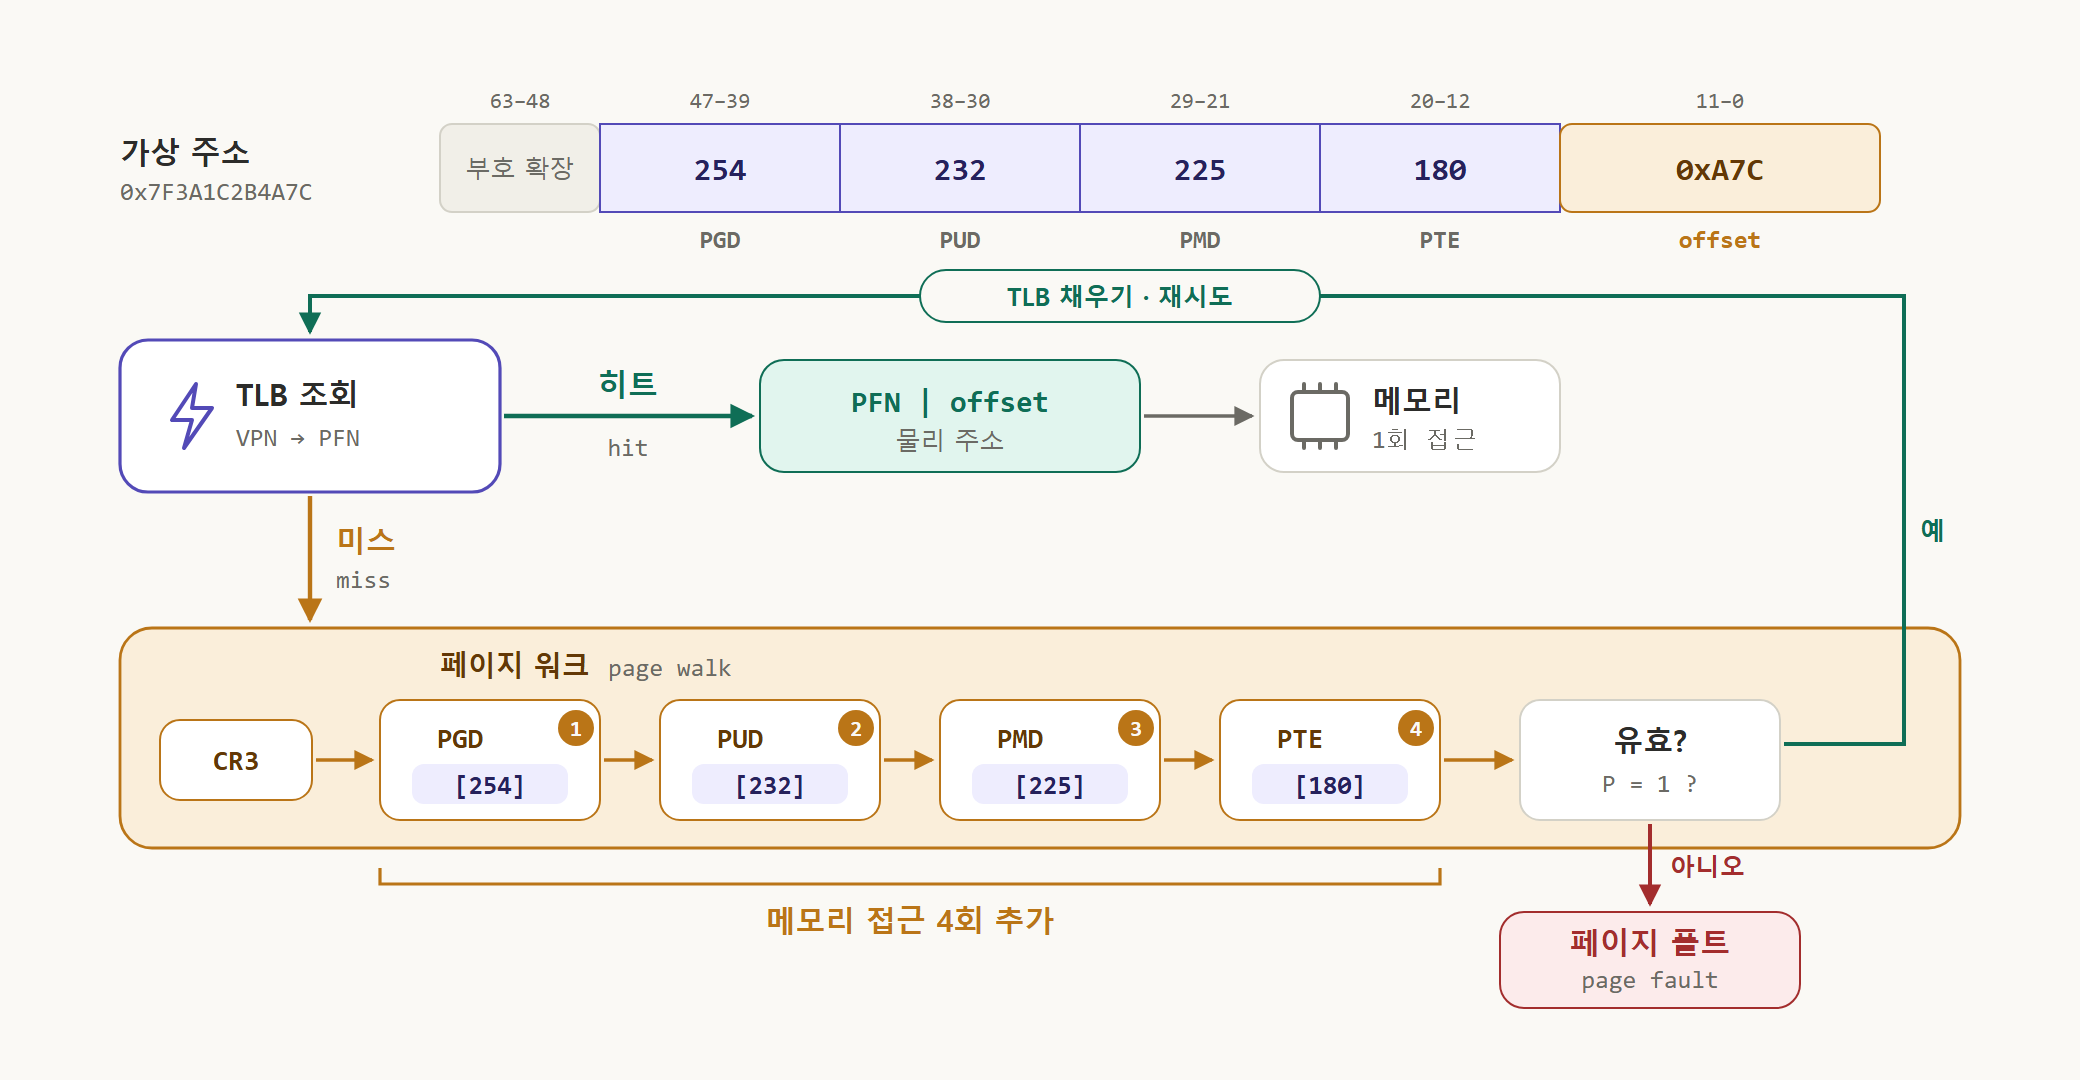 63–48
47–39
38–30
29–21
20–12
11–0
가상 주소
0x7F3A1C2B4A7C
부호 확장
254
232
225
180
0xA7C
PGD
PUD
PMD
PTE
offset
TLB 채우기 · 재시도
TLB 조회
VPN → PFN
히트
hit
PFN | offset
물리 주소
메모리
1회 접근
미스
miss
예
페이지 워크 page walk
CR3
PGD
1
[254]
PUD
2
[232]
PMD
3
[225]
PTE
4
[180]
유효?
P = 1 ?
아니오
메모리 접근 4회 추가
페이지 폴트
page fault